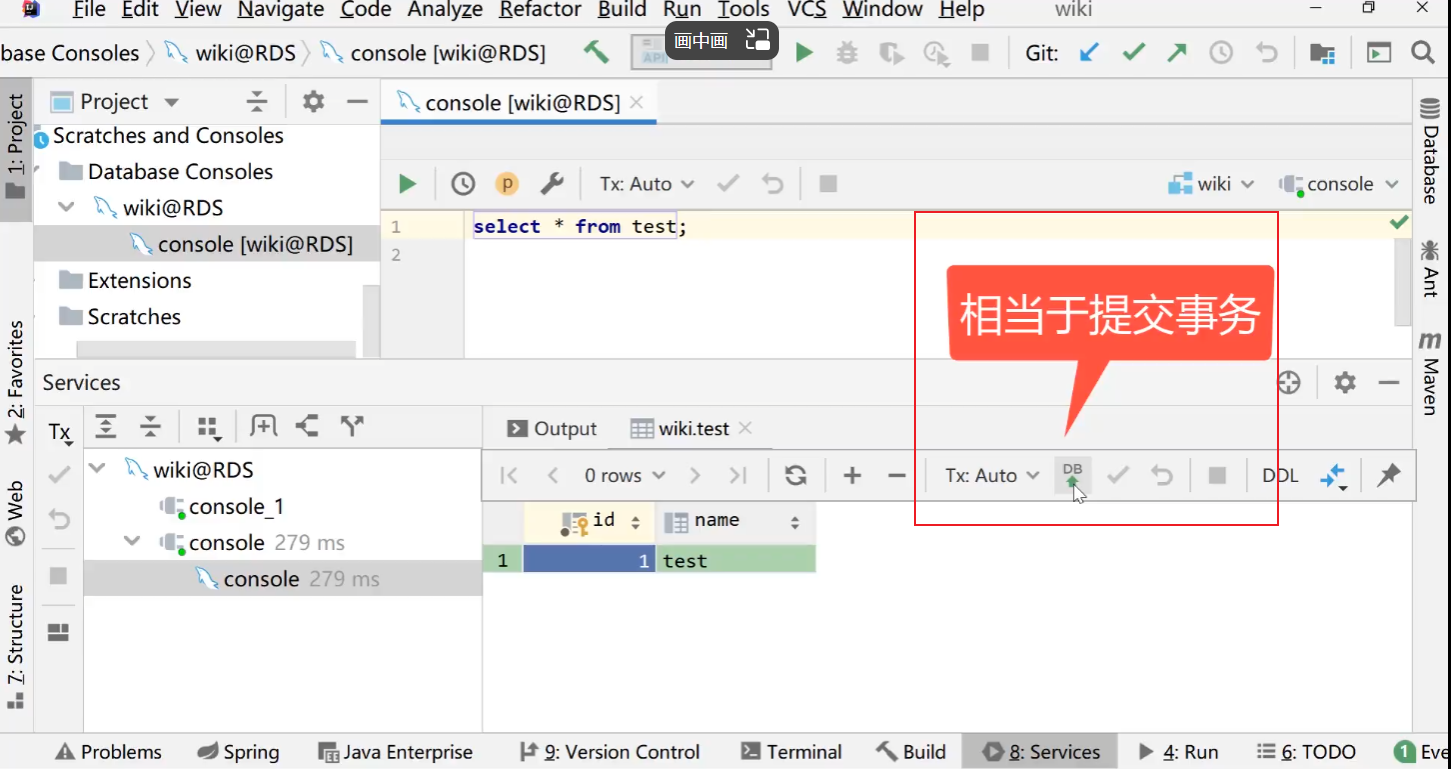 File Edit View Navigate Code Analyze Refactor Build Run Tools VCS Window Help wiki
画中画
base Consoles wiki@RDS console [wiki@RDS] Git:
1: Project
Project
console [wiki@RDS]
Scratches and Consoles
Database Consoles
wiki@RDS
console [wiki@RDS]
Extensions
Scratches
p Tx: Auto wiki console
1 select * from test;
2
相当于提交事务
Database
Ant
m Maven
2: Favorites
Web
7: Structure
Services
Tx
wiki@RDS
console_1
console 279 ms
console 279 ms
Output wiki.test
0 rows Tx: Auto DB DDL
id name
1 1 test
Problems Spring Java Enterprise 9: Version Control Terminal Build 8: Services 4: Run 6: TODO 1 Eve